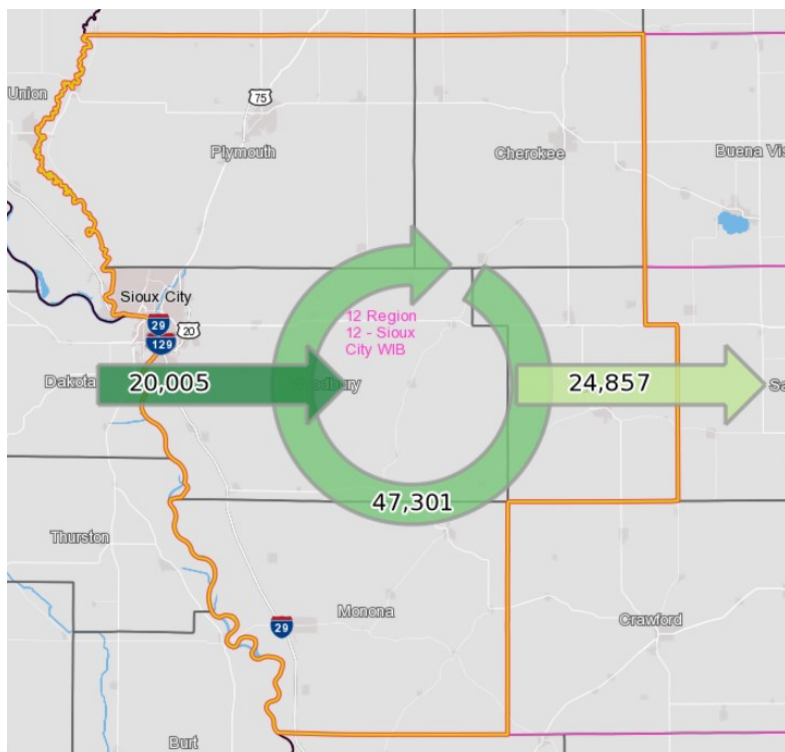 Union
75
Plymouth
Cherokee
Buena Vis
Sioux City
29
20
129
12 Region
12 - Sioux
City WIB
Dakota
20,005
24,857
Sa
47,301
Thurston
Monona
29
Crawford
Burt